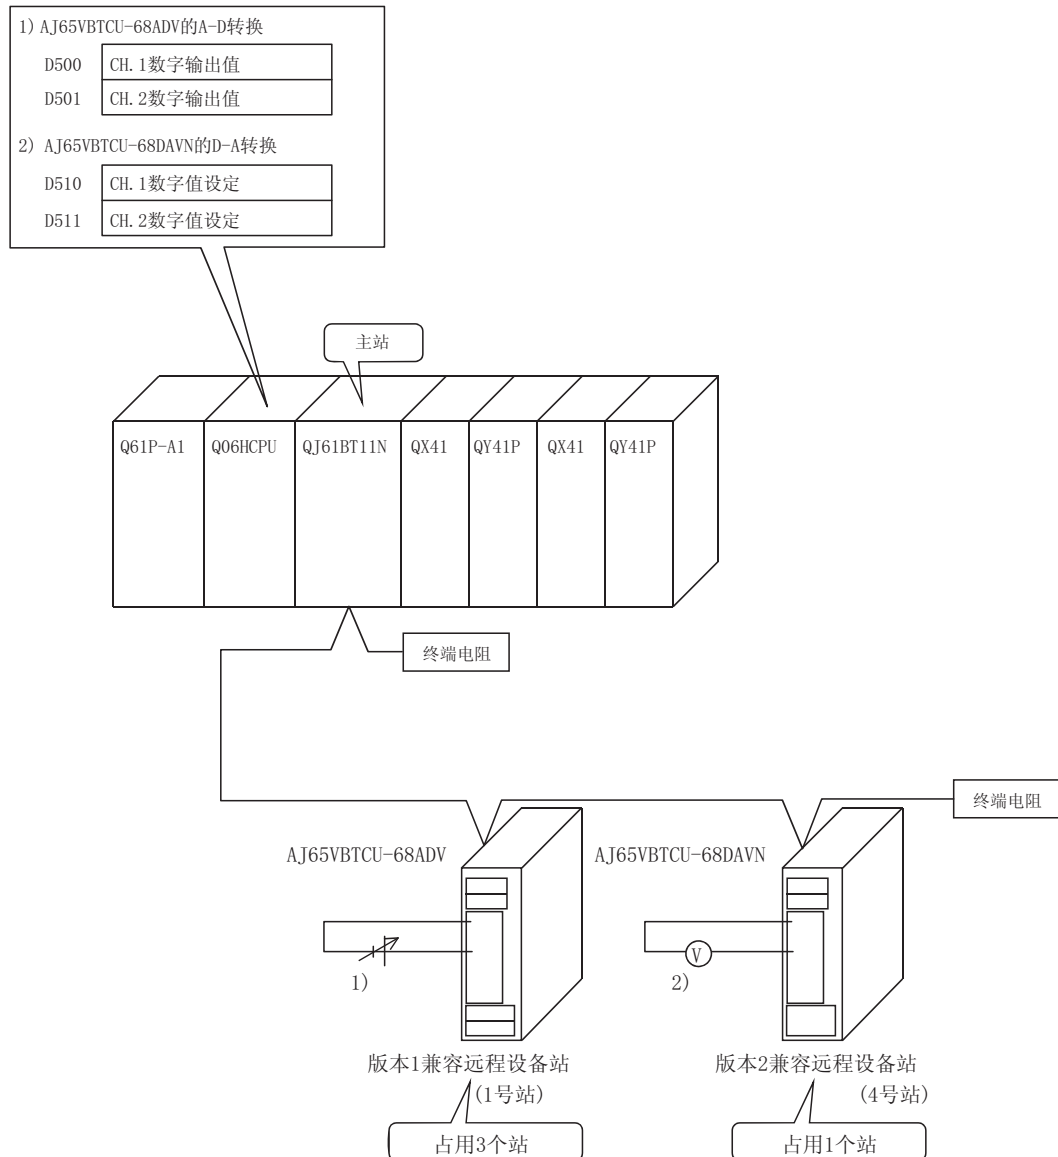 1) AJ65VBTCU-68ADV的A-D转换
D500 CH.1数字输出值
D501 CH.2数字输出值
2) AJ65VBTCU-68DAVN的D-A转换
D510 CH.1数字值设定
D511 CH.2数字值设定
主站
Q61P-A1 Q06HCPU QJ61BT11N QX41 QY41P QX41 QY41P
终端电阻
终端电阻
AJ65VBTCU-68ADV AJ65VBTCU-68DAVN
V
1) 2)
版本1兼容远程设备站 版本2兼容远程设备站
(1号站) (4号站)
占用3个站 占用1个站